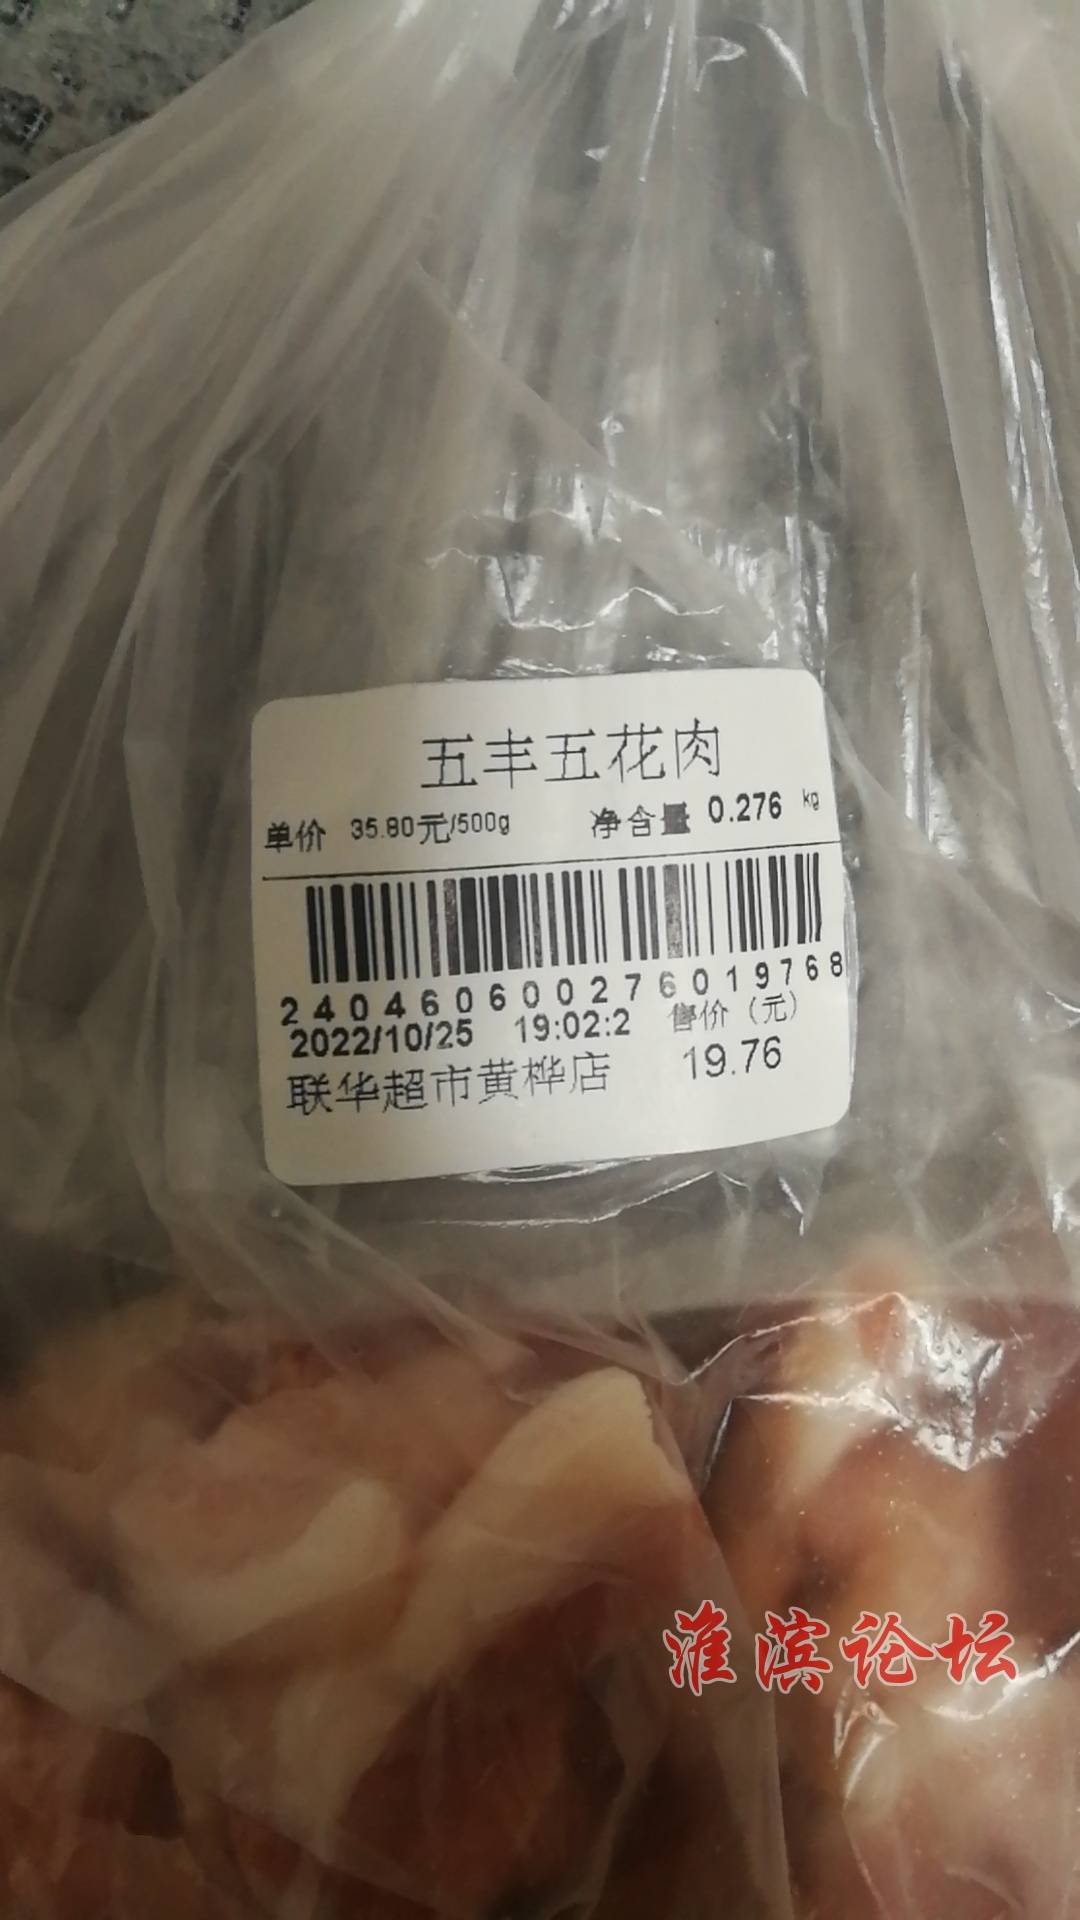 五丰五花肉
单价 35.80元/500g 净含量 0.276 kg
240460600276019768
2022/10/25 19:02:2 售价（元）
联华超市黄桦店 19.76
淮滨论坛